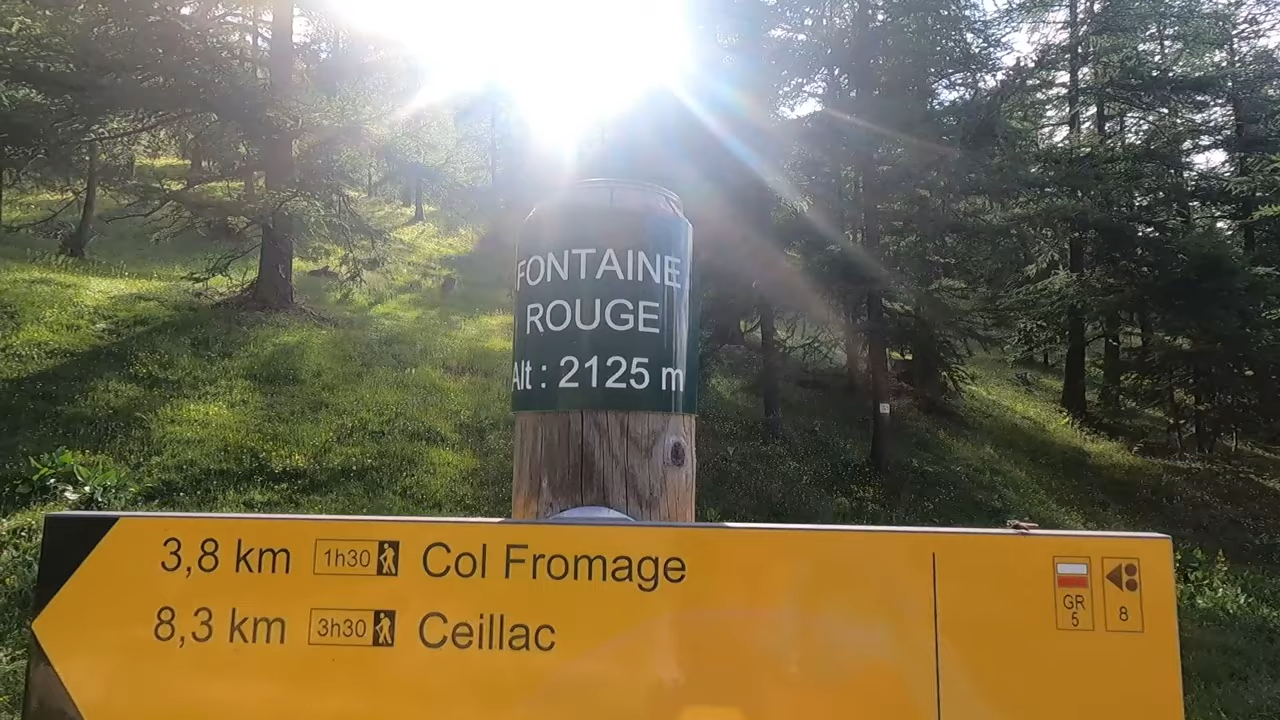 FONTAINE
ROUGE
Alt : 2125 m
3,8 km 1h30 Col Fromage
8,3 km 3h30 Ceillac
GR
5
8